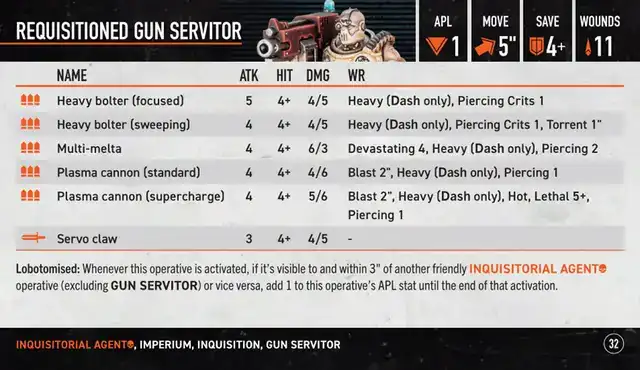 REQUISITIONED GUN SERVITOR
APL
1
MOVE
5"
SAVE
4+
WOUNDS
11
NAME ATK HIT DMG WR
Heavy bolter (focused) 5 4+ 4/5 Heavy (Dash only), Piercing Crits 1
Heavy bolter (sweeping) 4 4+ 4/5 Heavy (Dash only), Piercing Crits 1, Torrent 1"
Multi-melta 4 4+ 6/3 Devastating 4, Heavy (Dash only), Piercing 2
Plasma cannon (standard) 4 4+ 4/6 Blast 2", Heavy (Dash only), Piercing 1
Plasma cannon (supercharge) 4 4+ 5/6 Blast 2", Heavy (Dash only), Hot, Lethal 5+,
Piercing 1
Servo claw 3 4+ 4/5 -
Lobotomised: Whenever this operative is activated, if it's visible to and within 3" of another friendly INQUISITORIAL AGENT
operative (excluding GUN SERVITOR) or vice versa, add 1 to this operative's APL stat until the end of that activation.
INQUISITORIAL AGENT, IMPERIUM, INQUISITION, GUN SERVITOR
32